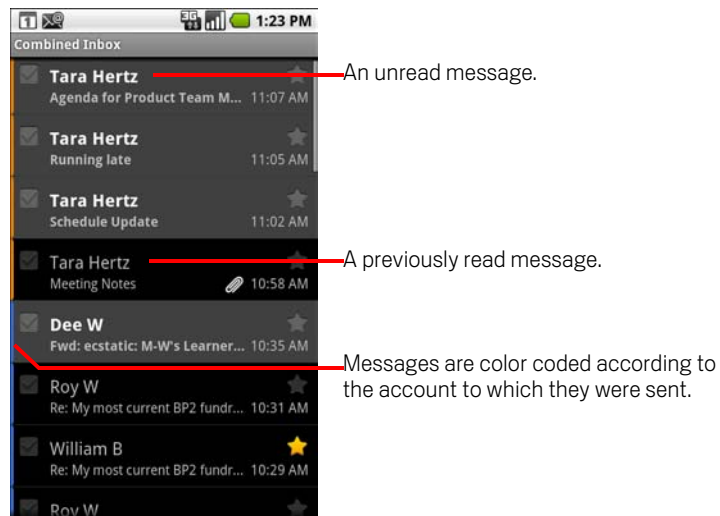 1 3G 1:23 PM
Combined Inbox
Tara Hertz
Agenda for Product Team M... 11:07 AM
Tara Hertz
Running late 11:05 AM
Tara Hertz
Schedule Update 11:02 AM
Tara Hertz
Meeting Notes 10:58 AM
Dee W
Fwd: ecstatic: M-W's Learner... 10:35 AM
Roy W
Re: My most current BP2 fundr... 10:31 AM
William B
Re: My most current BP2 fundr... 10:29 AM
Roy W
An unread message.
A previously read message.
Messages are color coded according to
the account to which they were sent.